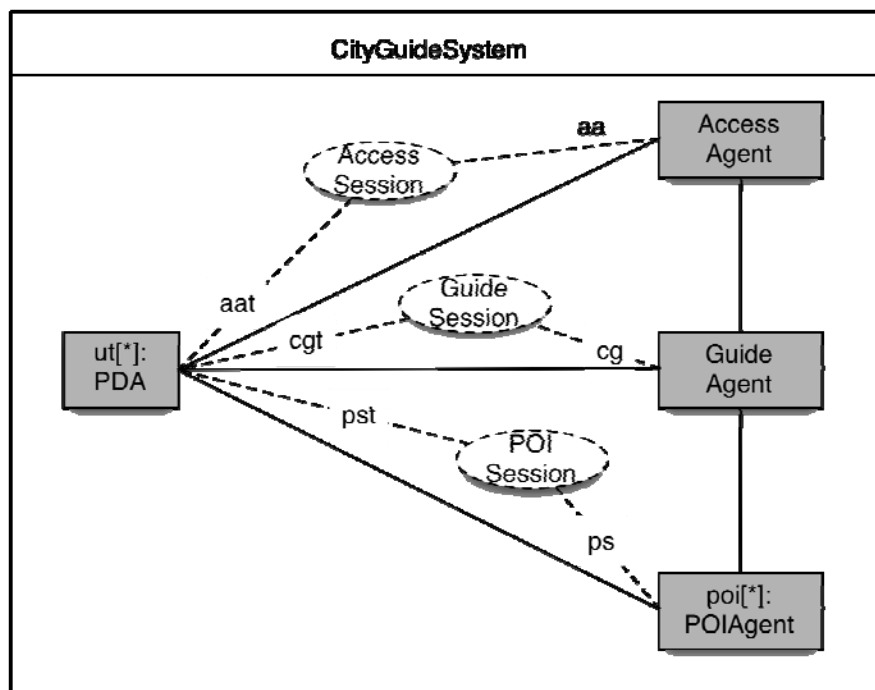 CityGuideSystem
aa
Access
Agent
Access
Session
aat
Guide
Session
cgt
cg
ut[*]:
PDA
Guide
Agent
pst
POI
Session
ps
poi[*]:
POIAgent